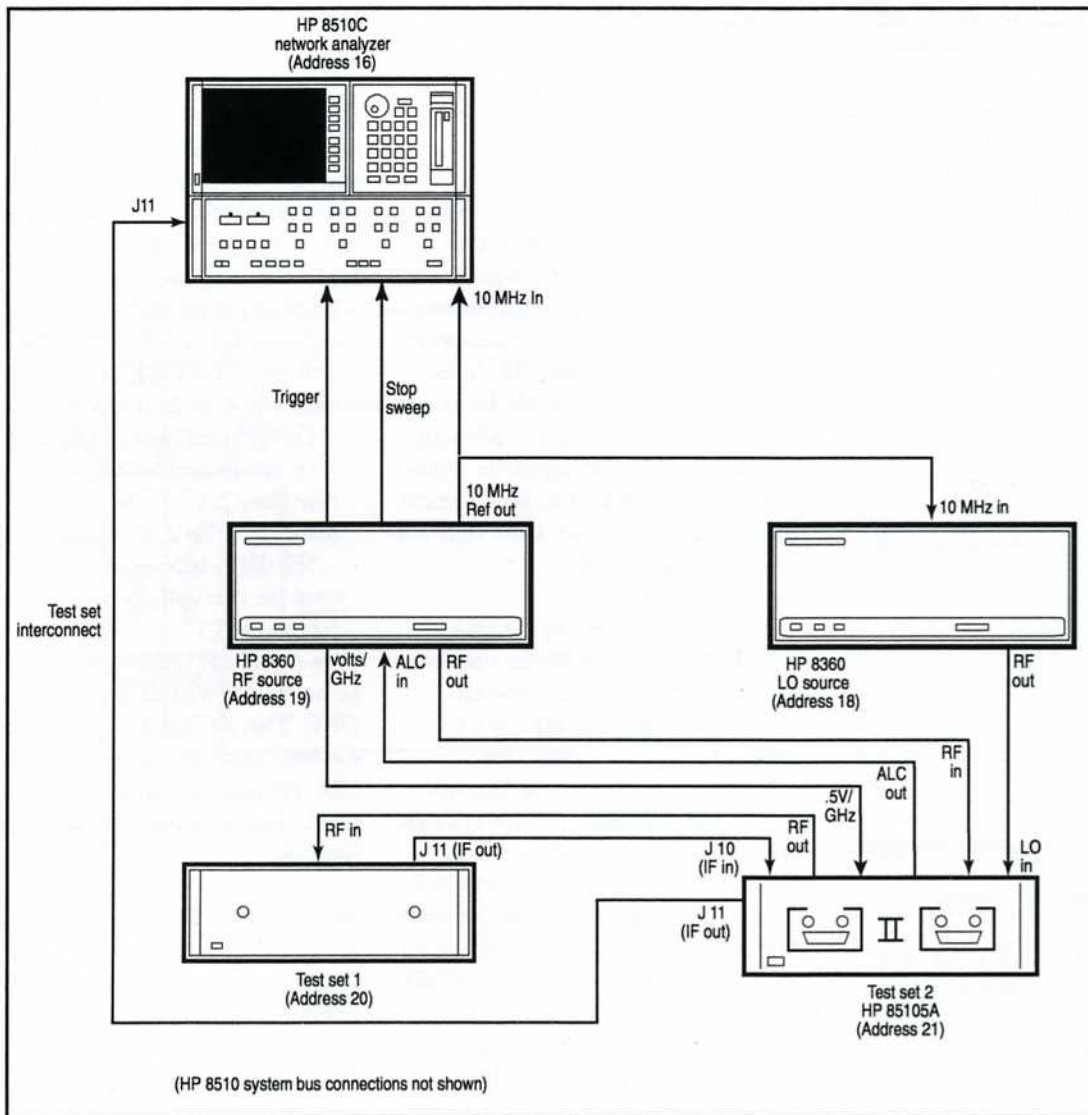 HP 8510C
network analyzer
(Address 16)
J11
10 MHz In
Trigger
Stop
sweep
10 MHz
Ref out
10 MHz in
Test set
interconnect
HP 8360
RF source
(Address 19)
volts/
GHz
ALC
in
RF
out
HP 8360
LO source
(Address 18)
RF
out
RF
in
ALC
out
.5V/
GHz
RF in
RF
out
J 11 (IF out)
J 10
(IF in)
LO
in
J 11
(IF out)
Test set 1
(Address 20)
Test set 2
HP 85105A
(Address 21)
(HP 8510 system bus connections not shown)